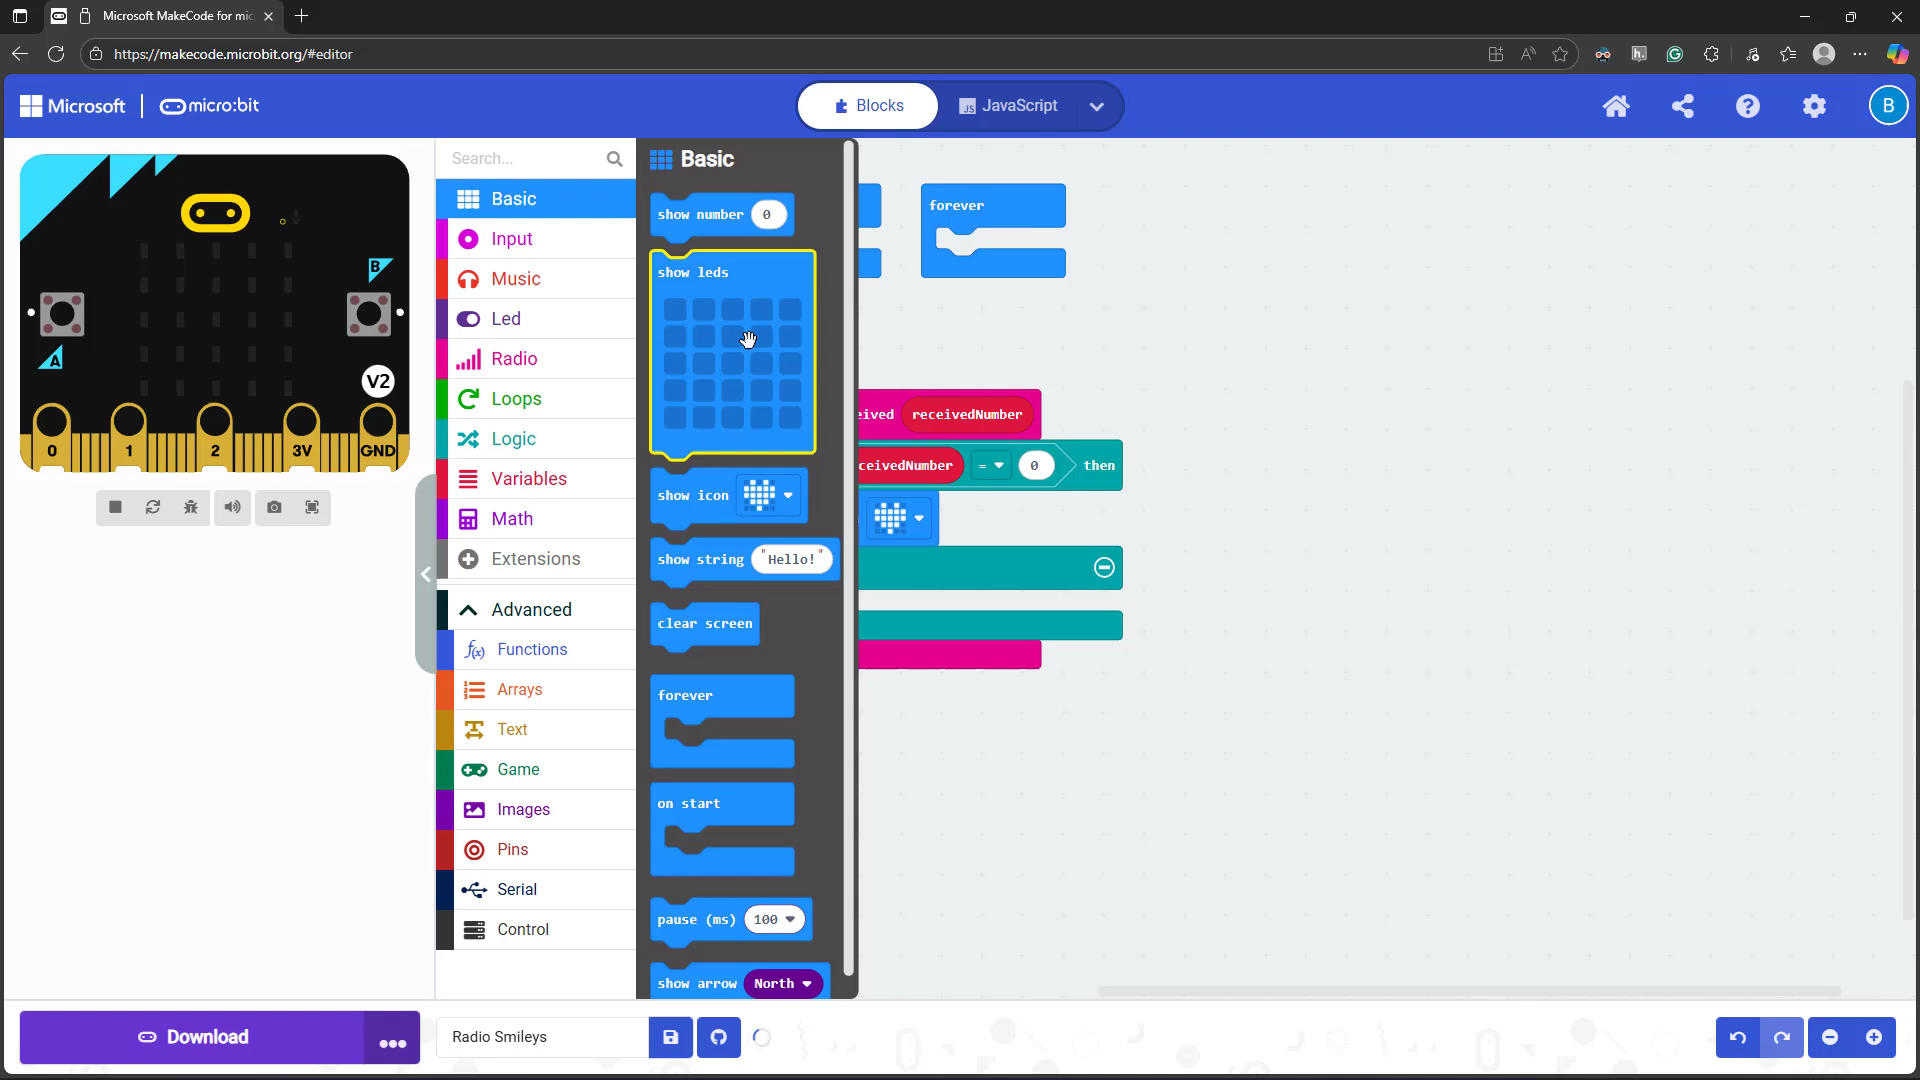 Microsoft MakeCode for mic
https://makecode.microbit.org/#editor
Microsoft
micro:bit
Blocks
JavaScript
B
Search...
Basic
Input
Music
Led
Radio
Loops
Logic
Variables
Math
Extensions
Advanced
Functions
Arrays
Text
Game
Images
Pins
Serial
Control
Basic
show number 0
show leds
show icon
show string "Hello!"
clear screen
forever
on start
pause (ms) 100
show arrow North
forever
eived receivedNumber
ceivedNumber = 0 then
B
A
V2
0 1 2 3V GND
Download
Radio Smileys